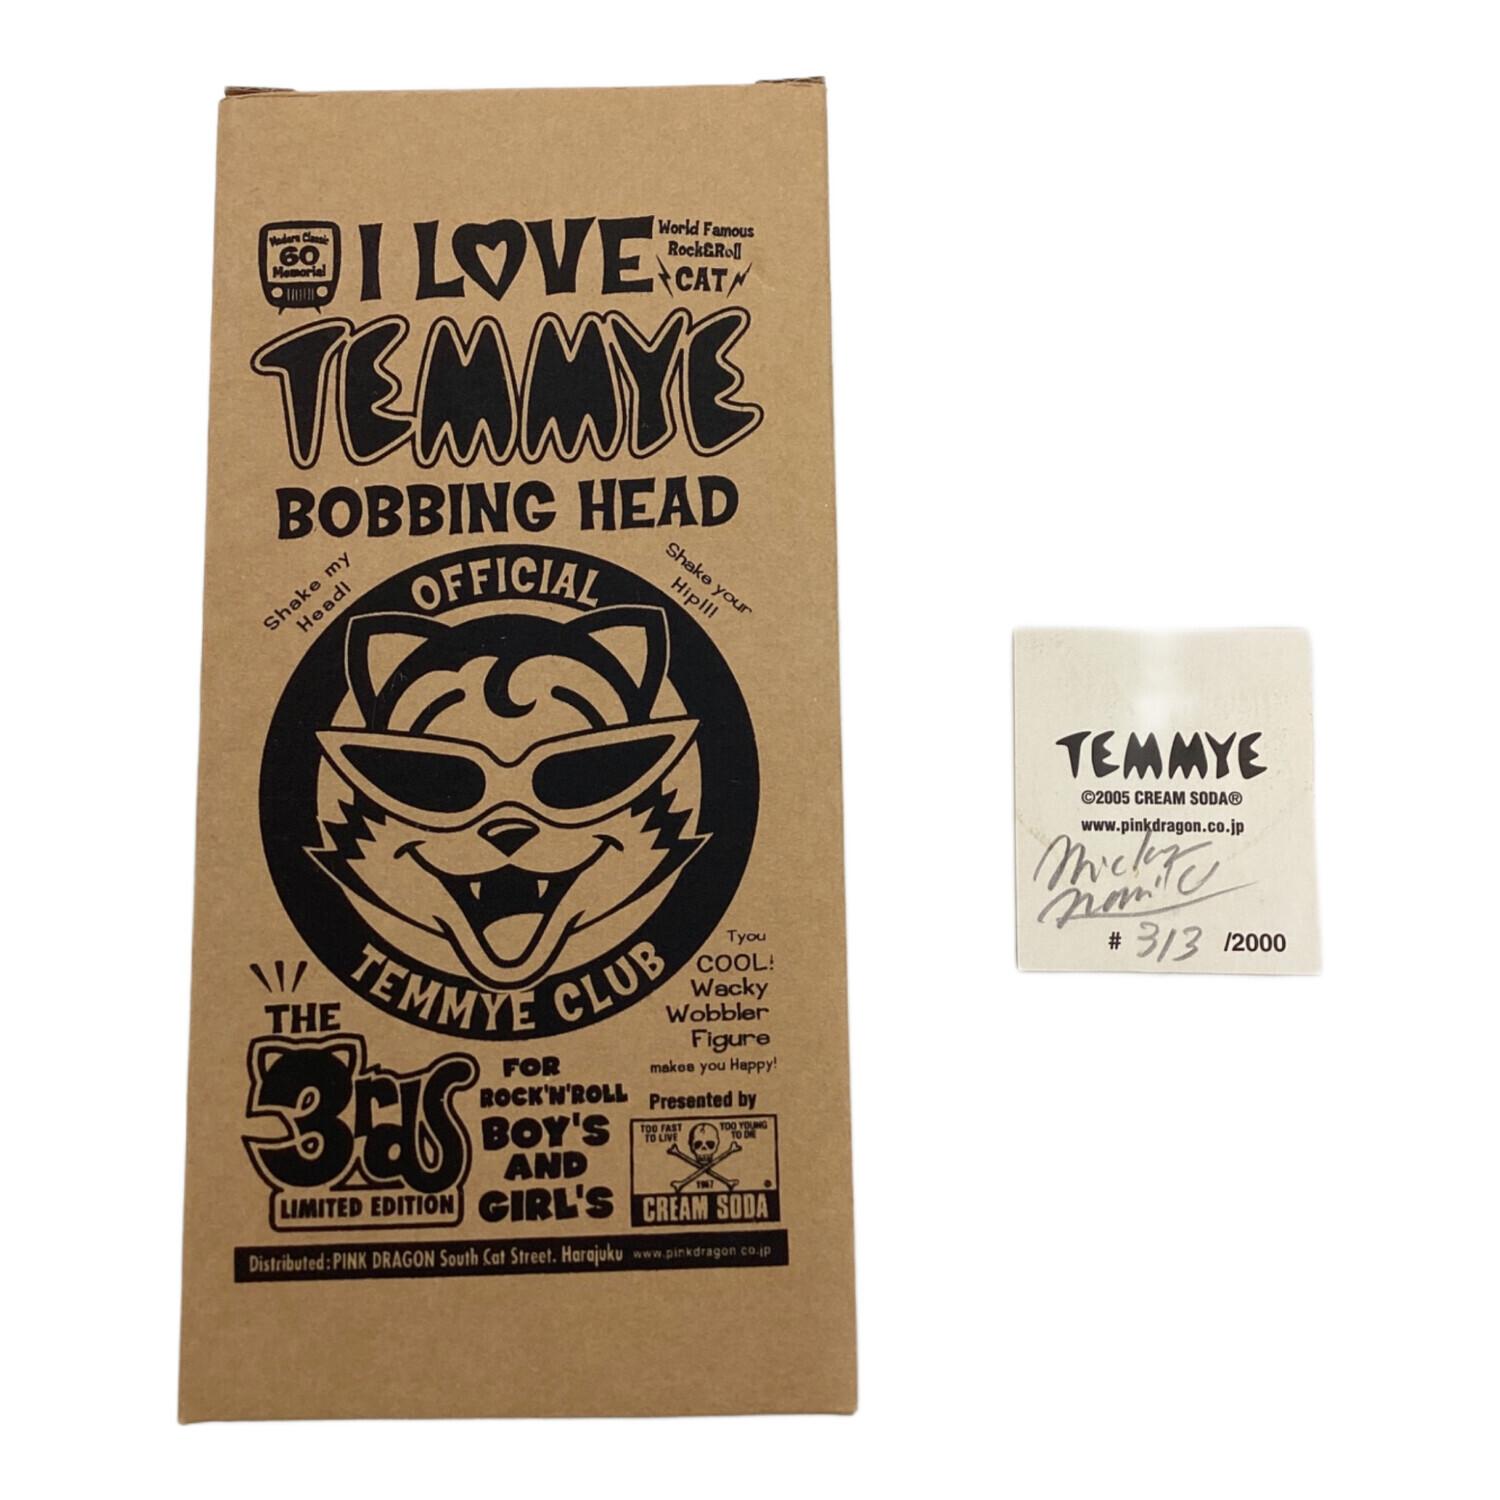 Modern Classic
60
Memorial
I LOVE
World Famous
Rock&Roll
CAT
TEMMYE
BOBBING HEAD
Shake my
Head!
Shake your
Hip!!!
OFFICIAL
TEMMYE CLUB
Tyou
COOL!
Wacky
Wobbler
Figure
makes you Happy!
THE
3rd
LIMITED EDITION
FOR
ROCK'N'ROLL
BOY'S
AND
GIRL'S
Presented by
TOO FAST
TO LIVE
TOO YOUNG
TO DIE
1967
CREAM SODA
®
Distributed:PINK DRAGON South Cat Street. Harajuku www.pinkdragon.co.jp
TEMMYE
©2005 CREAM SODA®
www.pinkdragon.co.jp
# 313 /2000